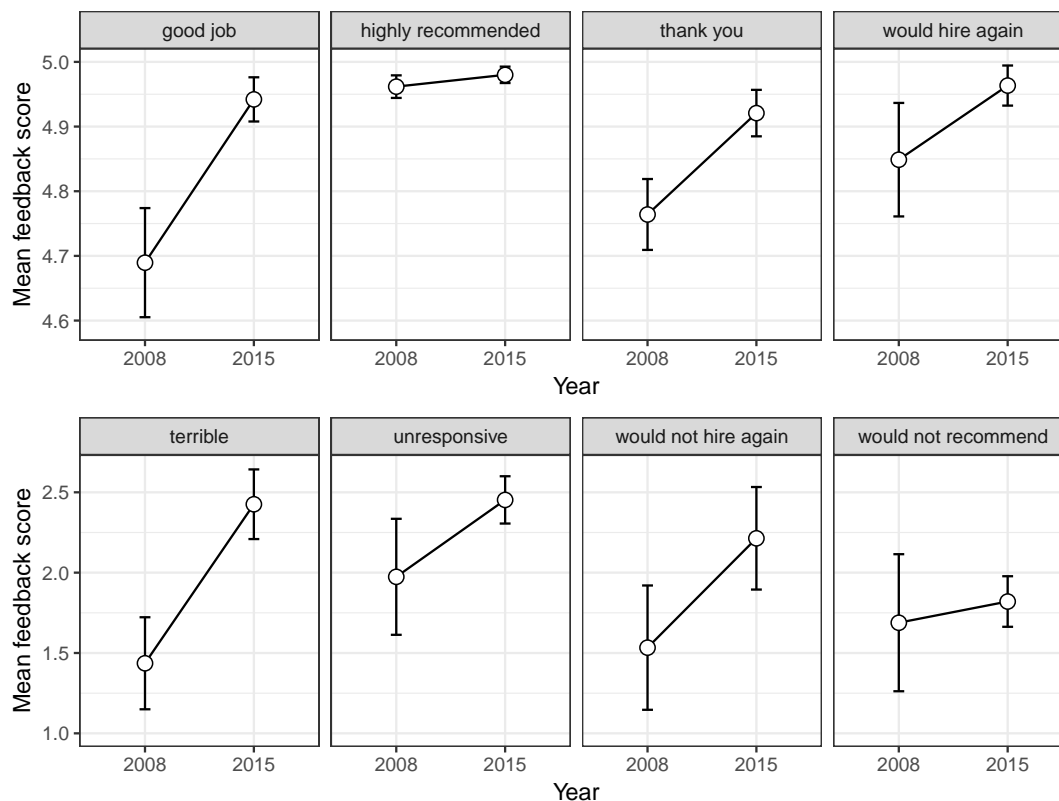 good job
highly recommended
thank you
would hire again
Mean feedback score
5.0
4.9
4.8
4.7
4.6
2008 2015
2008 2015
2008 2015
2008 2015
Year
terrible
unresponsive
would not hire again
would not recommend
Mean feedback score
2.5
2.0
1.5
1.0
2008 2015
2008 2015
2008 2015
2008 2015
Year